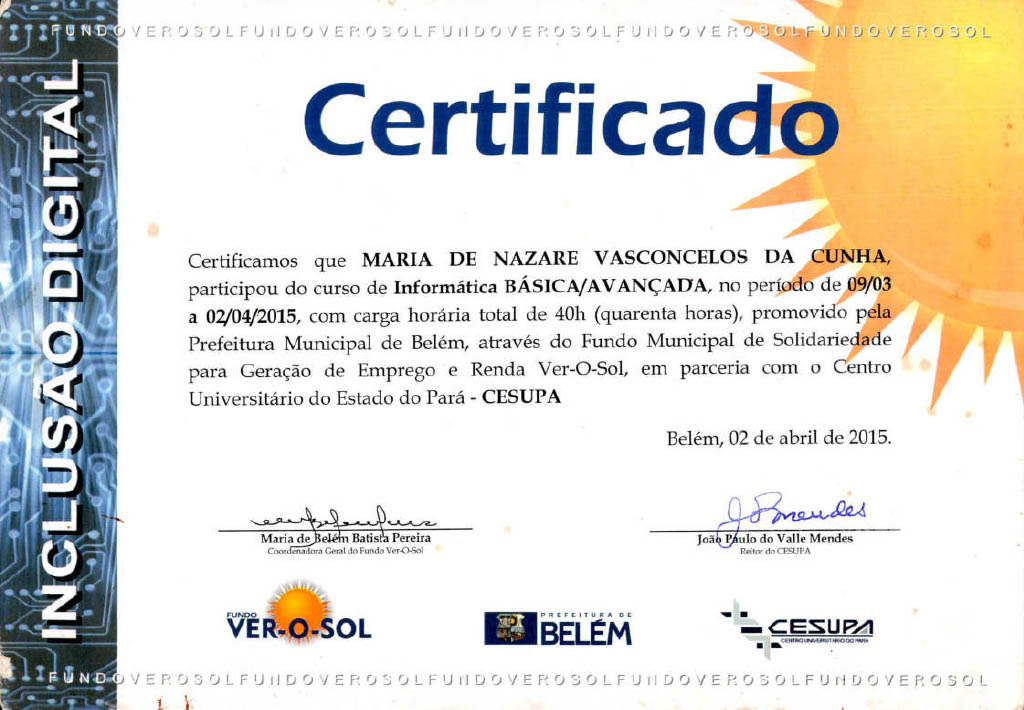 FUNDOVEROSOLFUNDOVEROSOLFUNDOVEROSOLFUNDOVEROSOLFUNDOVEROSOL
INCLUSÃO DIGITAL
Certificado
Certificamos que MARIA DE NAZARE VASCONCELOS DA CUNHA,
participou do curso de Informática BÁSICA/AVANÇADA, no período de 09/03
a 02/04/2015, com carga horária total de 40h (quarenta horas), promovido pela
Prefeitura Municipal de Belém, através do Fundo Municipal de Solidariedade
para Geração de Emprego e Renda Ver-O-Sol, em parceria com o Centro
Universitário do Estado do Pará - CESUPA
Belém, 02 de abril de 2015.
JPmendes
Maria de Belém Batista Pereira
Coordenadora Geral do Fundo Ver-O-Sol
João Paulo do Valle Mendes
Reitor do CESUPA
FUNDO
VER-O-SOL
PREFEITURA DE
BELÉM
CESUPA
CENTRO UNIVERSITÁRIO DO PARÁ
FUNDOVEROSOLFUNDOVEROSOLFUNDOVEROSOLFUNDOVEROSOLFUNDOVEROSOL